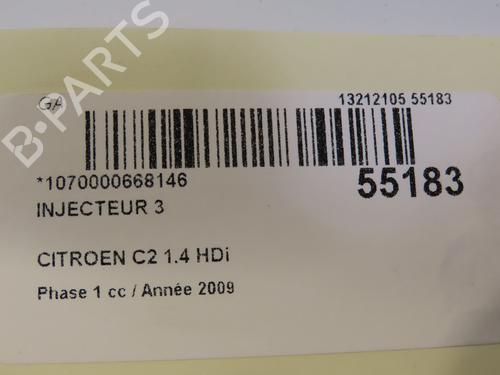 GA
13212105 55183
*1070000668146
55183
INJECTEUR 3
CITROEN C2 1.4 HDi
Phase 1 cc / Année 2009
B-PARTS